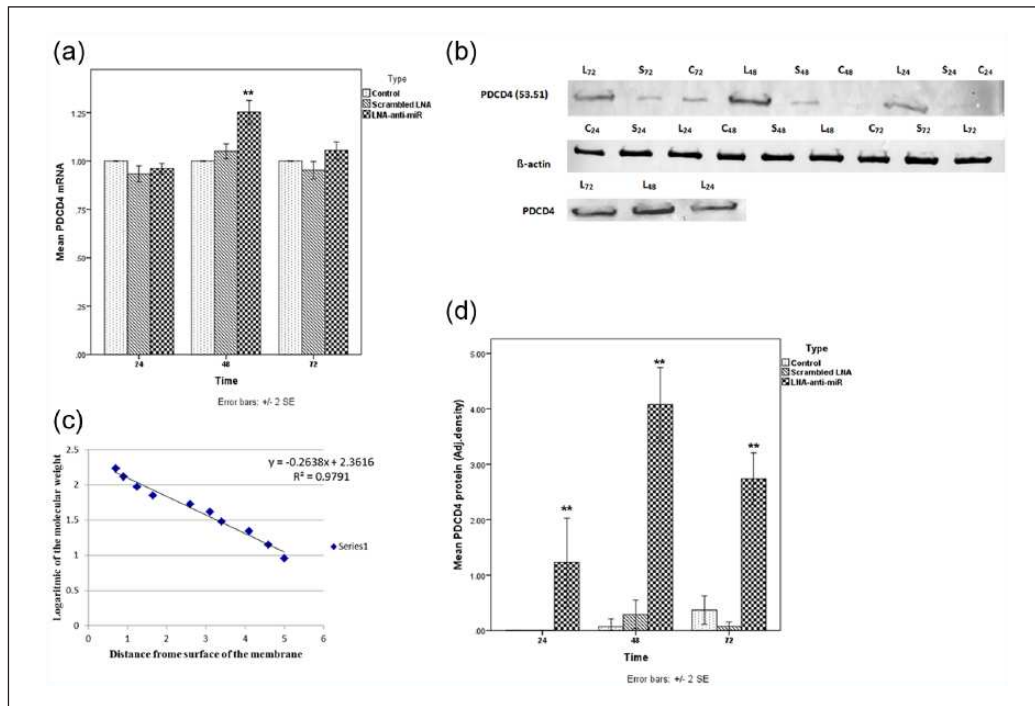 (a)
Type
Control
Scrambled LNA
LNA-anti-miR
**
Mean PDCD4 mRNA
1.25
1.00
.75
.50
.25
.00
24
48
72
Time
Error bars: +/- 2 SE
(b)
L72 S72 C72 L48 S48 C48 L24 S24 C24
PDCD4 (53.51)
C24 S24 L24 C48 S48 L48 C72 S72 L72
ß-actin
L72 L48 L24
PDCD4
(c)
y = -0.2638x + 2.3616
R² = 0.9791
Logaritmic of the molecular weight
2.5
2
1.5
1
0.5
0
0 1 2 3 4 5 6
Distance frome surface of the membrane
Series1
(d)
Type
Control
Scrambled LNA
LNA-anti-miR
**
**
**
Mean PDCD4 protein (Adj.density)
5.00
4.00
3.00
2.00
1.00
.00
24
48
72
Time
Error bars: +/- 2 SE